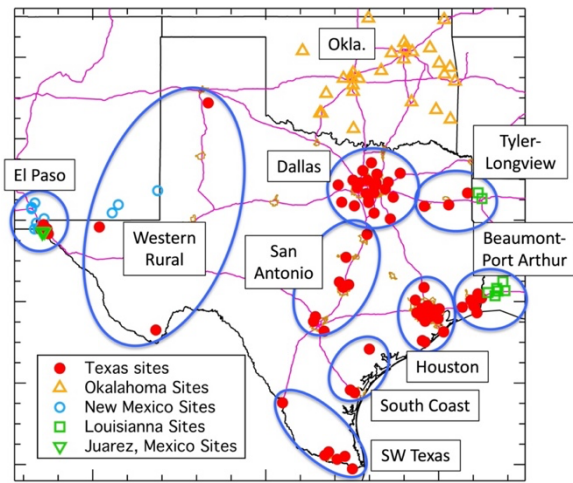 Okla.
Tyler-
Longview
Dallas
El Paso
Beaumont-
Port Arthur
Western
Rural
San
Antonio
Houston
South Coast
SW Texas
Texas sites
Okalahoma Sites
New Mexico Sites
Louisianna Sites
Juarez, Mexico Sites